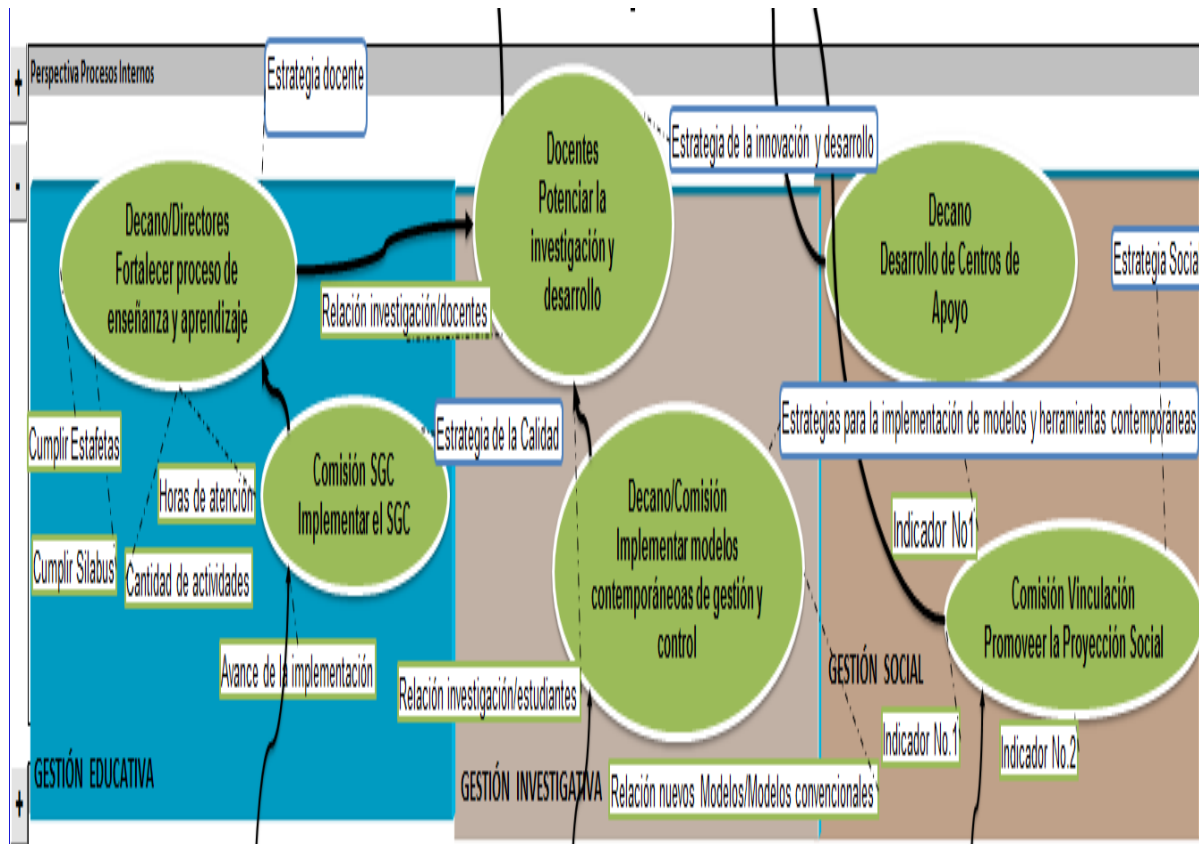 +
Perspectiva Procesos Internos
-
Estrategia docente
Decano/Directores
Fortalecer proceso de
enseñanza y aprendizaje
Docentes
Potenciar la
investigación y
desarrollo
Estrategia de la innovación y desarrollo
Decano
Desarrollo de Centros de
Apoyo
Estrategia Social
Relación investigación/docentes
Cumplir Estafetas
Horas de atención
Cumplir Silabus
Cantidad de actividades
Comisión SGC
Implementar el SGC
Estrategia de la Calidad
Avance de la implementación
Estrategias para la implementación de modelos y herramientas contemporáneas
Decano/Comisión
Implementar modelos
contemporáneoas de gestión y
control
Relación investigación/estudiantes
Relación nuevos Modelos/Modelos convencionales
Indicador No1
Comisión Vinculación
Promoveer la Proyección Social
Indicador No.1
Indicador No.2
GESTIÓN EDUCATIVA
GESTIÓN INVESTIGATIVA
GESTIÓN SOCIAL
+